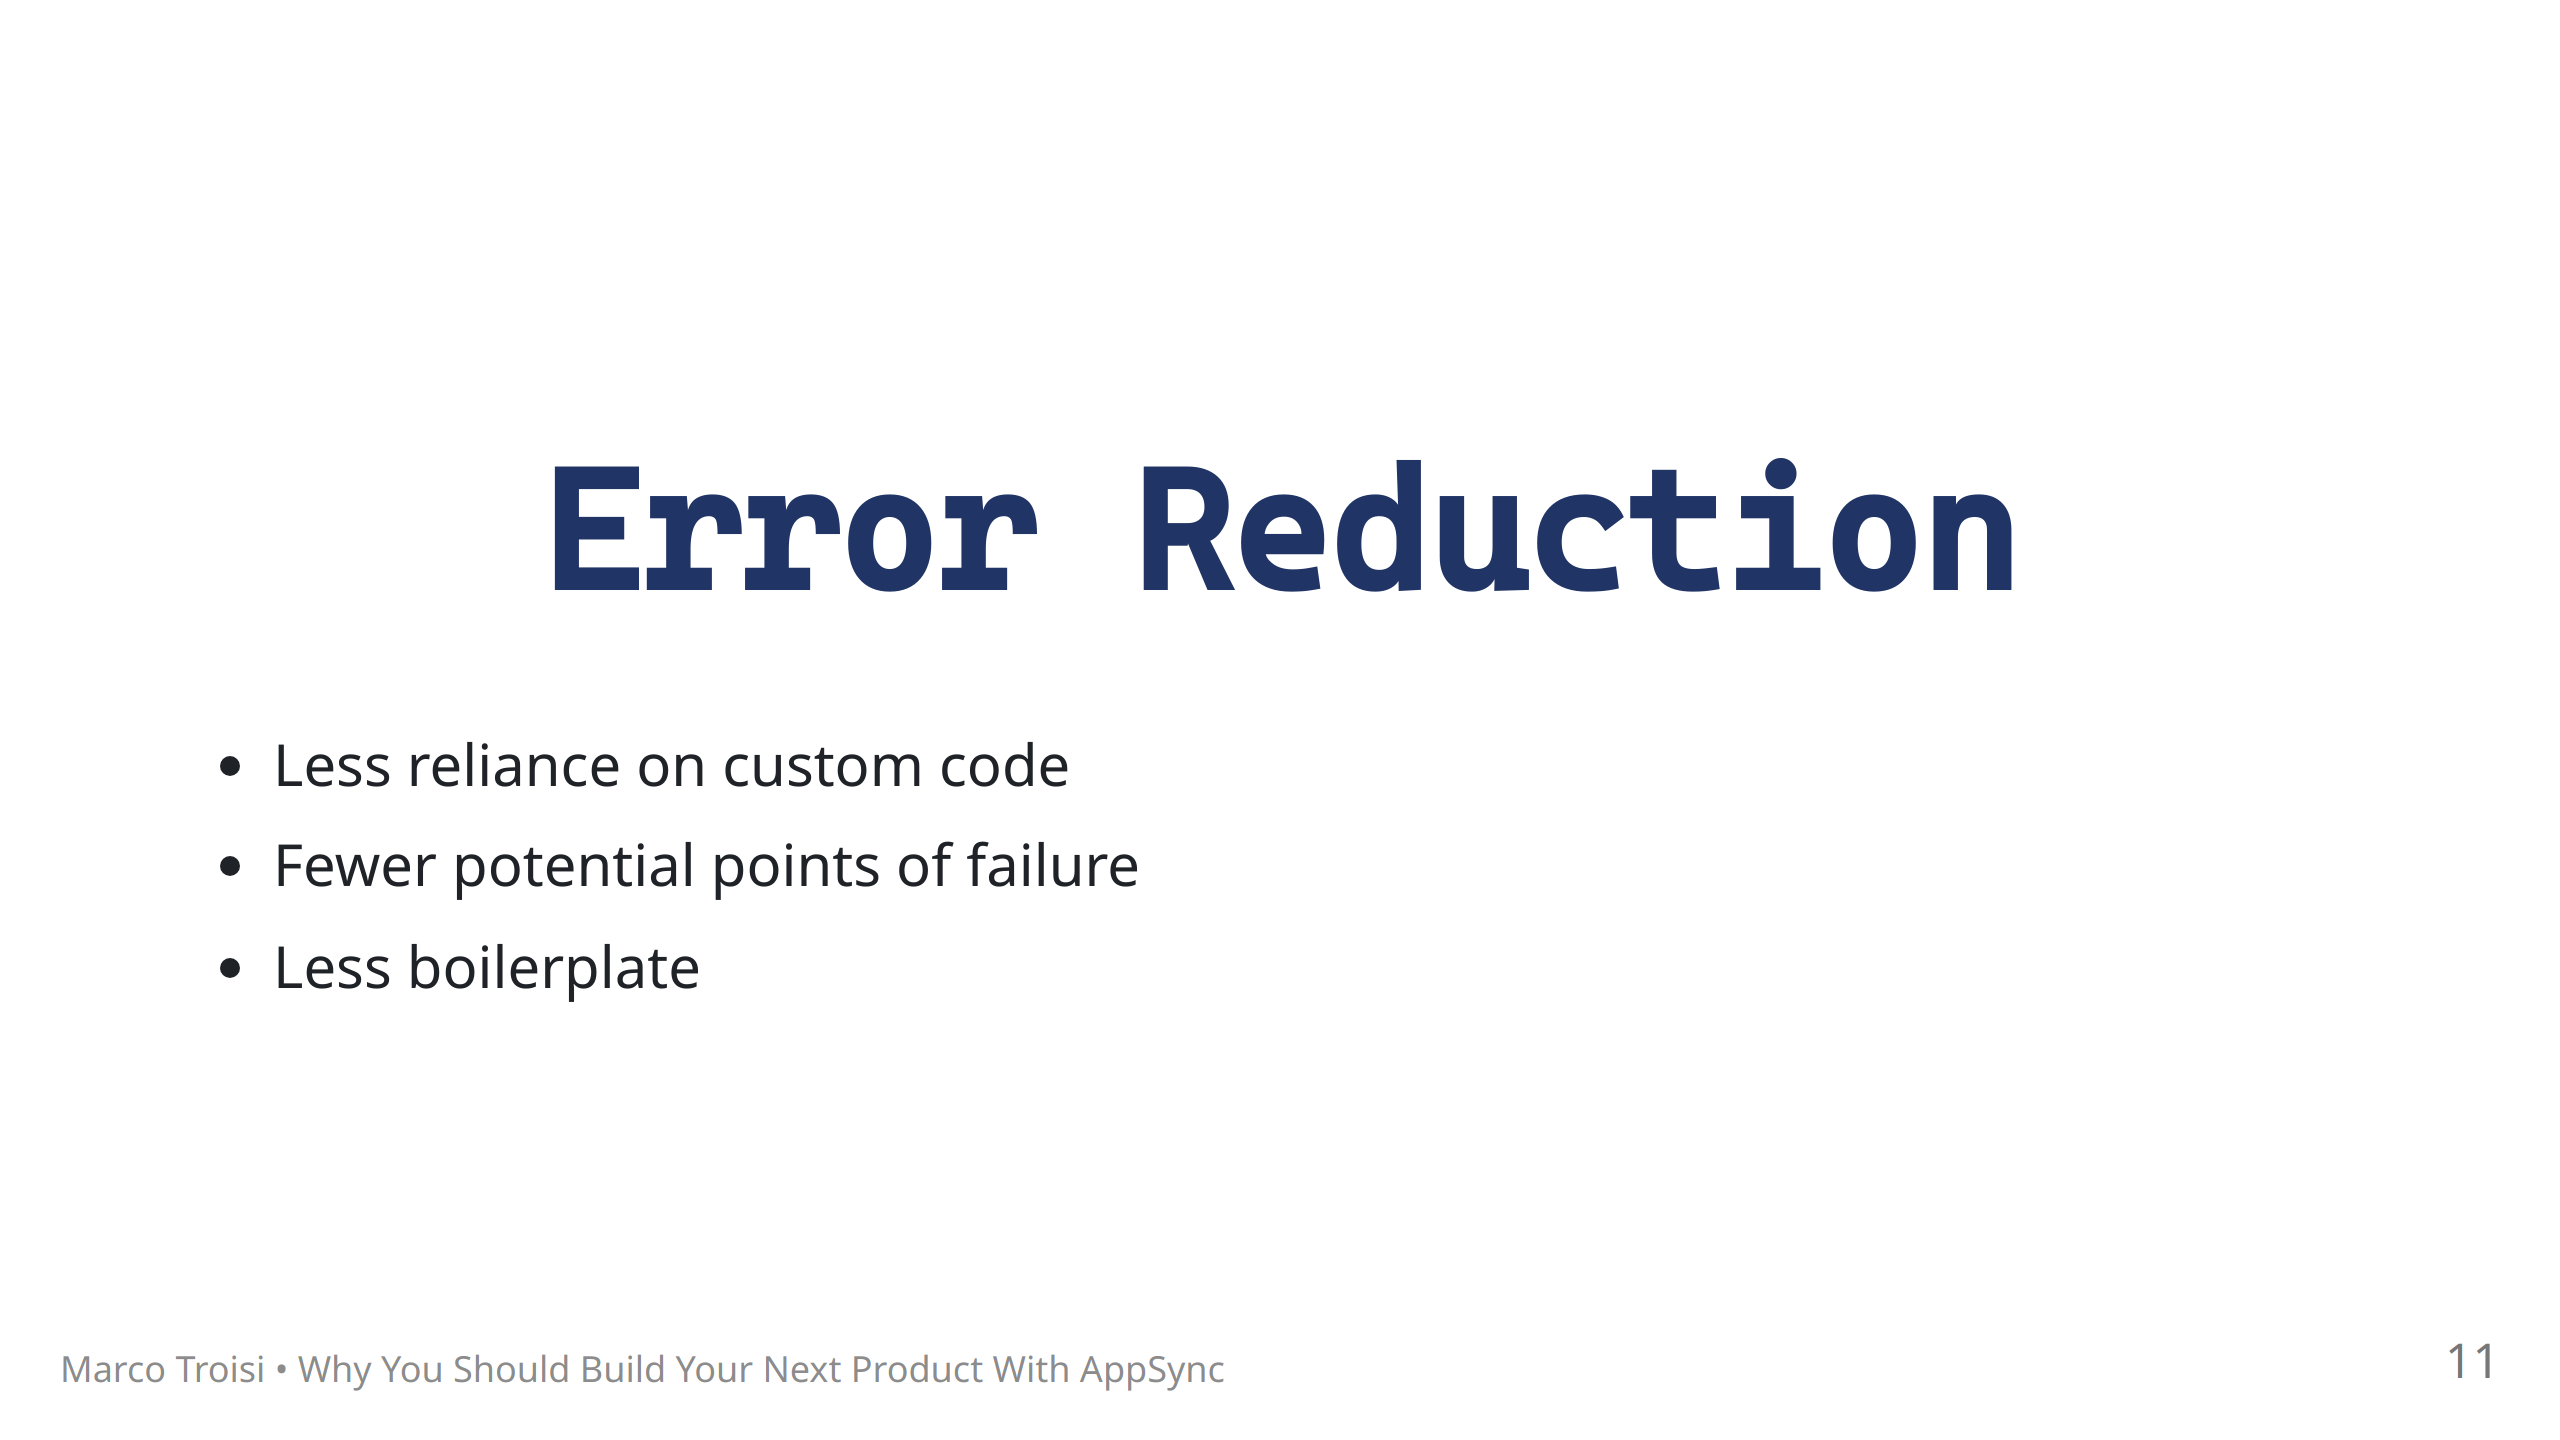 Error Reduction
• Less reliance on custom code
• Fewer potential points of failure
• Less boilerplate
Marco Troisi • Why You Should Build Your Next Product With AppSync
11